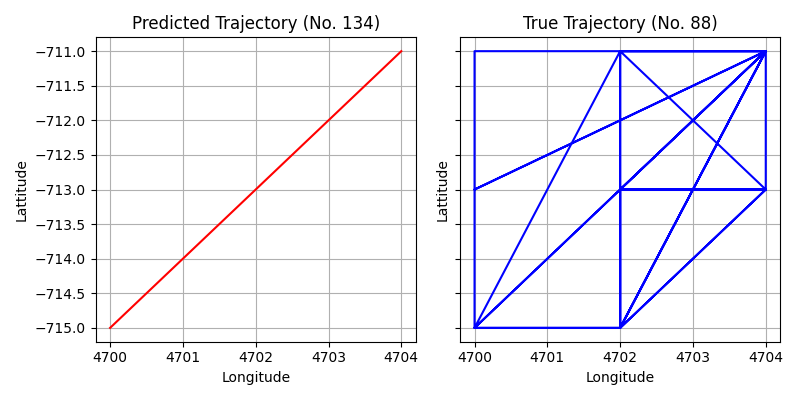 Predicted Trajectory (No. 134)
True Trajectory (No. 88)
Lattitude
−711.0
−711.5
−712.0
−712.5
−713.0
−713.5
−714.0
−714.5
−715.0
4700 4701 4702 4703 4704
Longitude
Lattitude
4700 4701 4702 4703 4704
Longitude